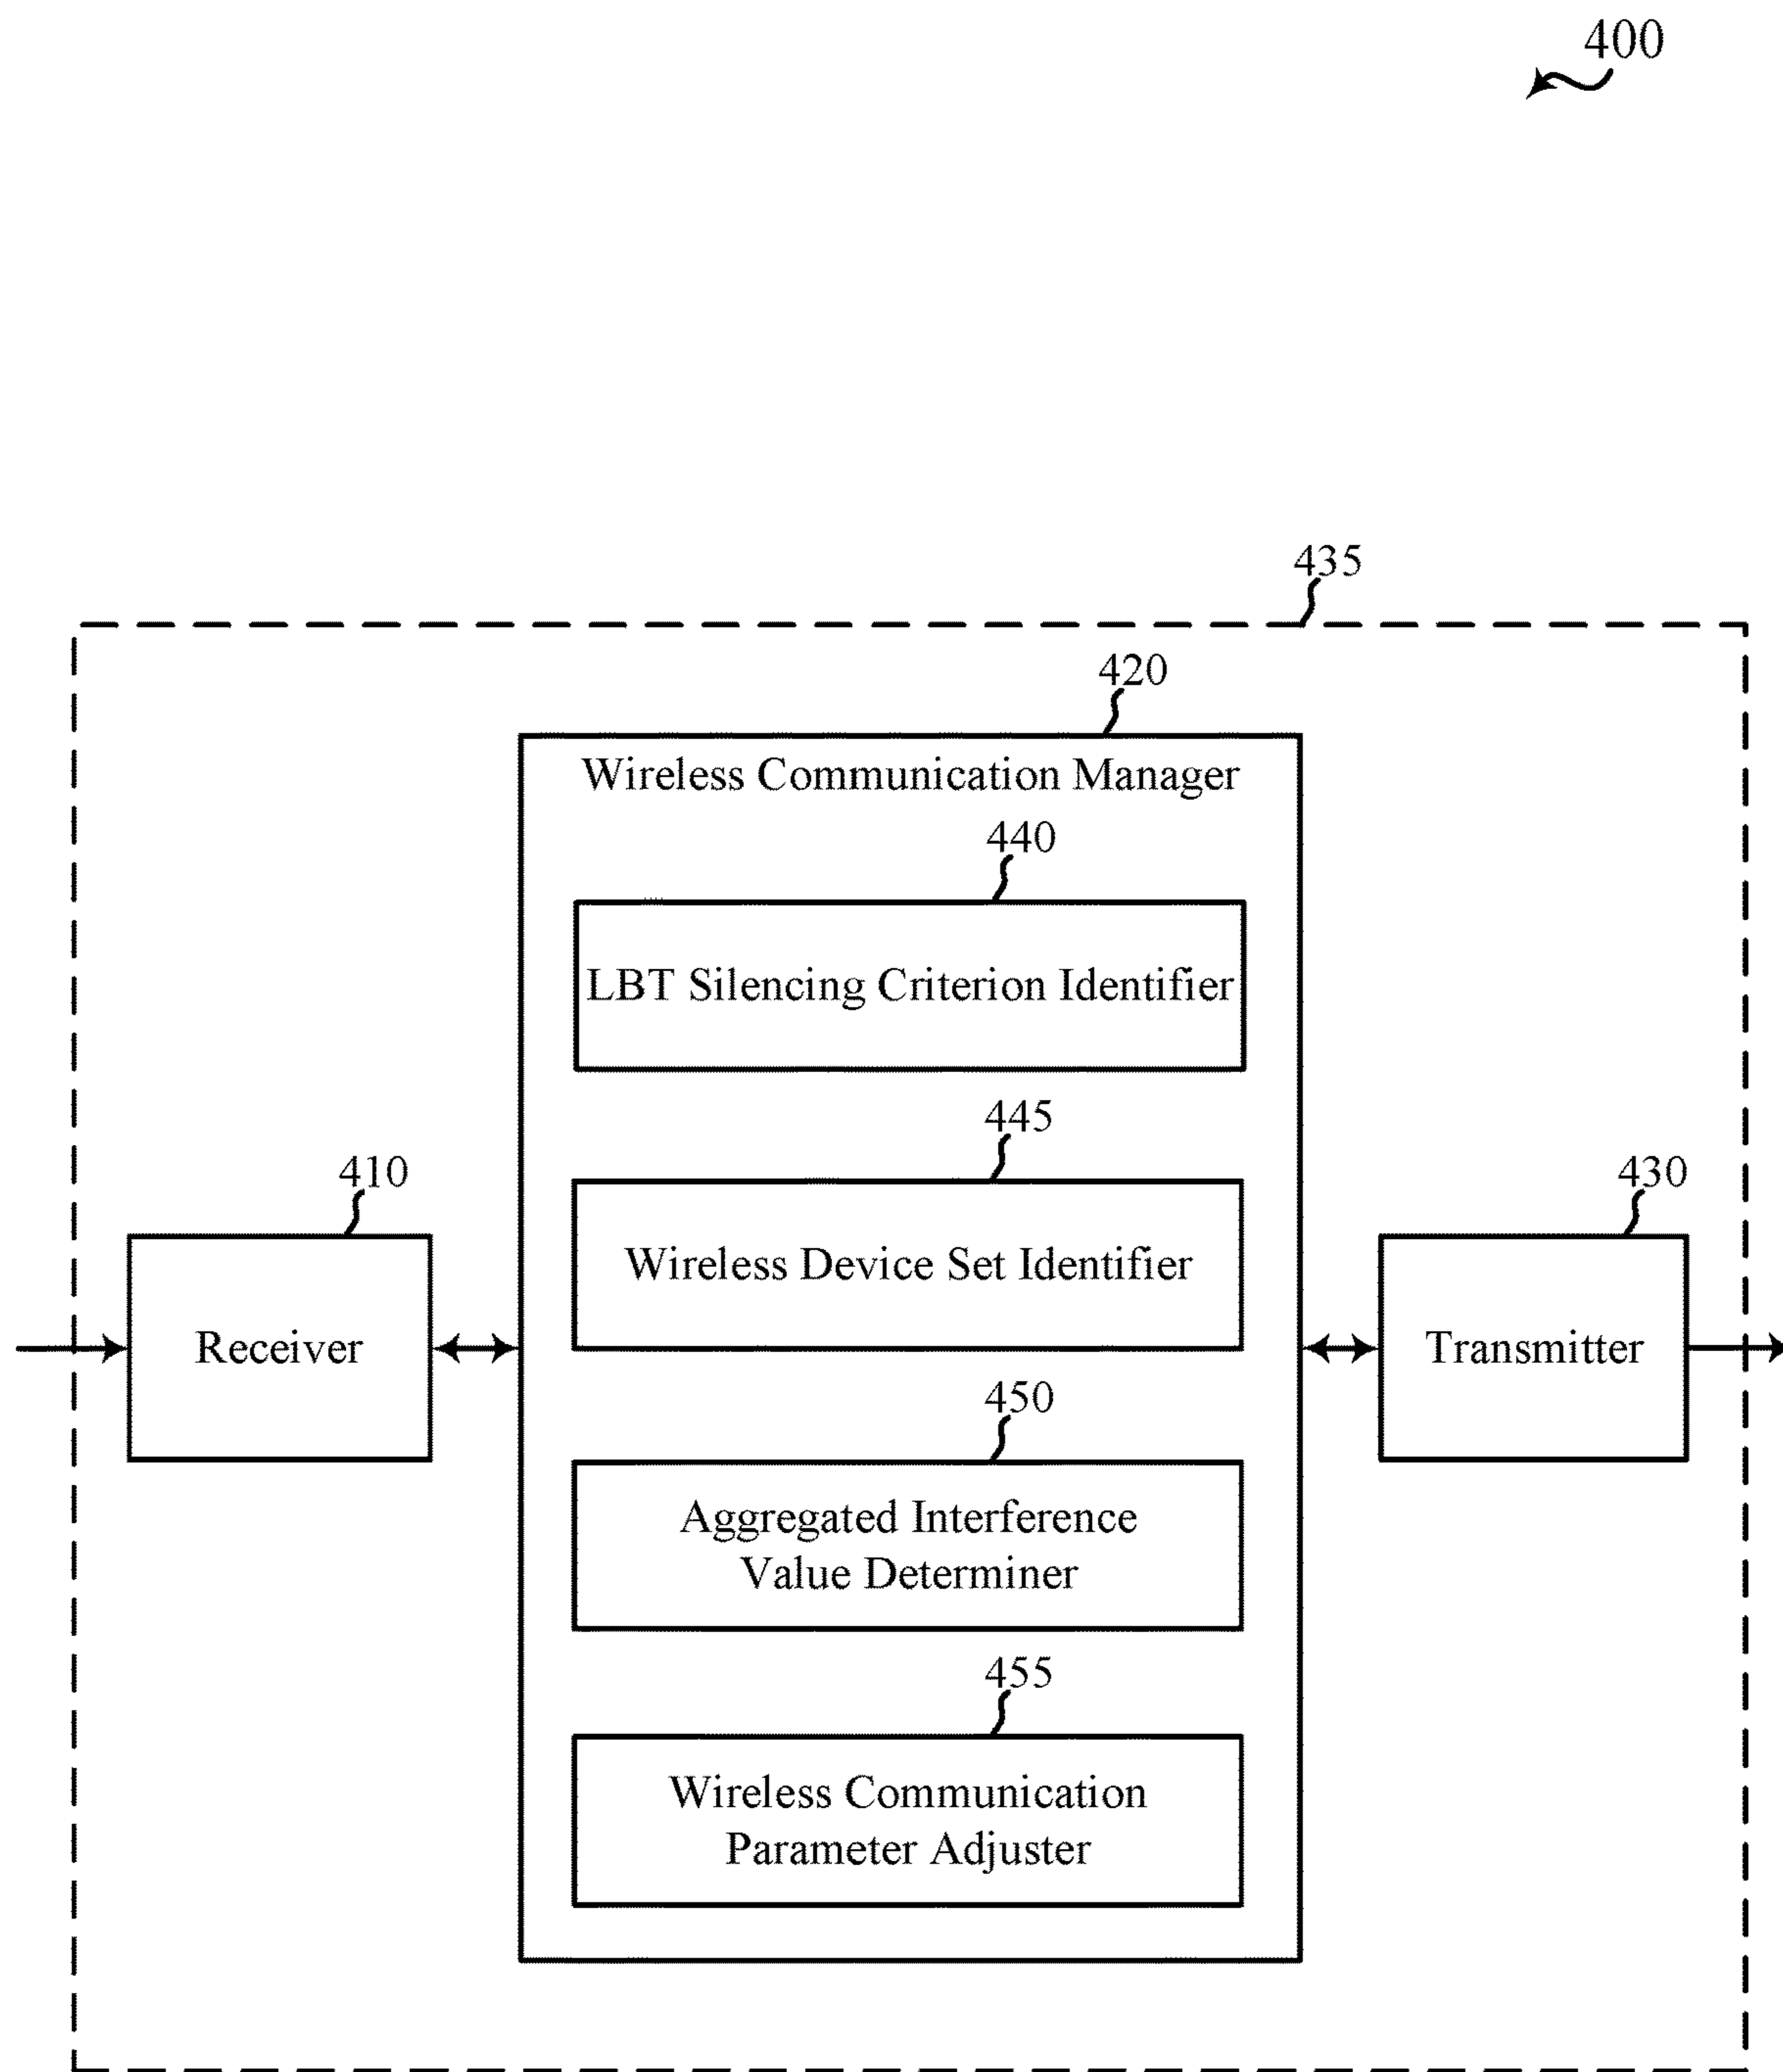 400
435
420
Wireless Communication Manager
440
LBT Silencing Criterion Identifier
445
Wireless Device Set Identifier
410
Receiver
430
Transmitter
450
Aggregated Interference
Value Determiner
455
Wireless Communication
Parameter Adjuster